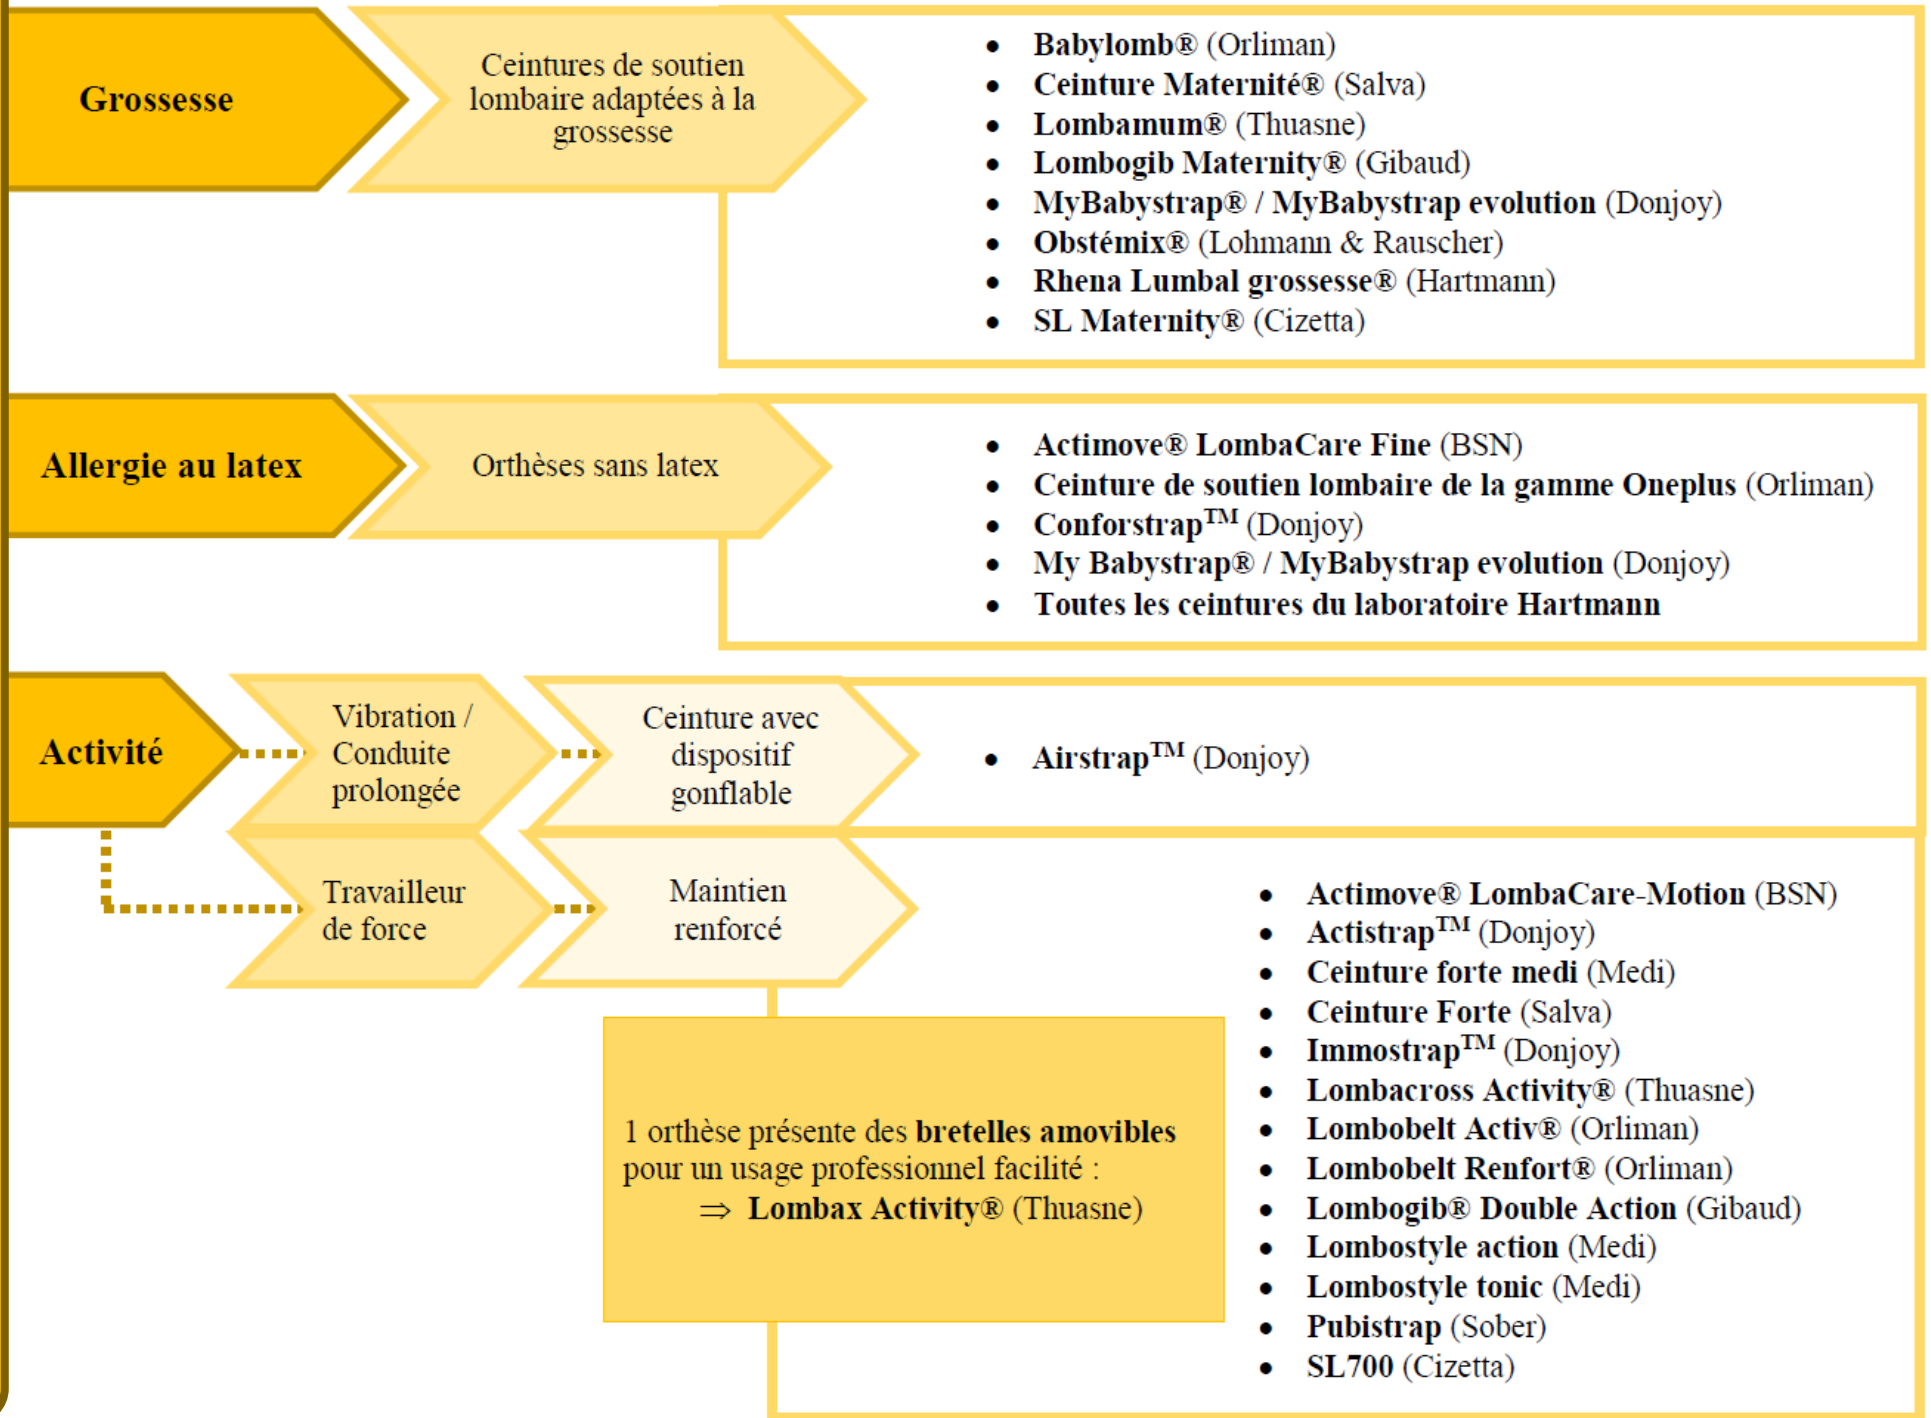 Grossesse
Ceintures de soutien
lombaire adaptées à la
grossesse
• Babylomb® (Orliman)
• Ceinture Maternité® (Salva)
• Lombamum® (Thuasne)
• Lombogib Maternity® (Gibaud)
• MyBabystrap® / MyBabystrap evolution (Donjoy)
• Obstémix® (Lohmann & Rauscher)
• Rhena Lumbal grossesse® (Hartmann)
• SL Maternity® (Cizetta)
Allergie au latex
Orthèses sans latex
• Actimove® LombaCare Fine (BSN)
• Ceinture de soutien lombaire de la gamme Oneplus (Orliman)
• Conforstrap™ (Donjoy)
• My Babystrap® / MyBabystrap evolution (Donjoy)
• Toutes les ceintures du laboratoire Hartmann
Activité
Vibration /
Conduite
prolongée
Ceinture avec
dispositif
gonflable
• Airstrap™ (Donjoy)
Travailleur
de force
Maintien
renforcé
1 orthèse présente des bretelles amovibles
pour un usage professionnel facilité :
⇒ Lombax Activity® (Thuasne)
• Actimove® LombaCare-Motion (BSN)
• Actistrap™ (Donjoy)
• Ceinture forte medi (Medi)
• Ceinture Forte (Salva)
• Immostrap™ (Donjoy)
• Lombacross Activity® (Thuasne)
• Lombobelt Activ® (Orliman)
• Lombobelt Renfort® (Orliman)
• Lombogib® Double Action (Gibaud)
• Lombostyle action (Medi)
• Lombostyle tonic (Medi)
• Pubistrap (Sober)
• SL700 (Cizetta)